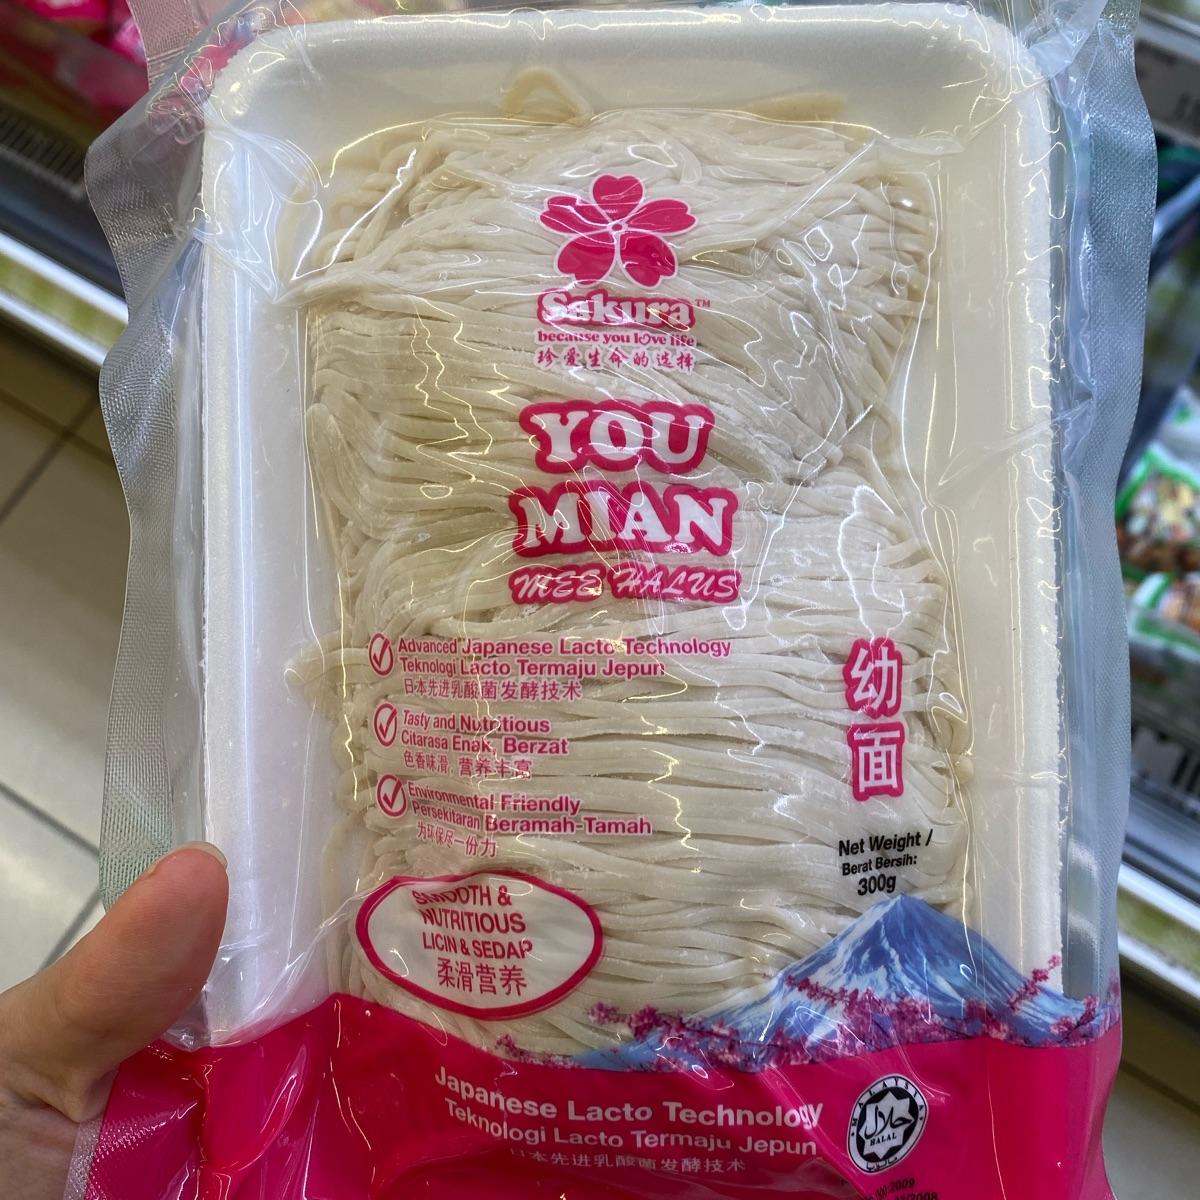 Sakura™
because you love life
珍爱生命的选择
YOU
MIAN
MEE HALUS
Advanced Japanese Lacto Technology
Teknologi Lacto Termaju Jepun
日本先进乳酸菌发酵技术
Tasty and Nutritious
Citarasa Enak, Berzat
色香味滑, 营养丰富
Environmental Friendly
Persekitaran Beramah-Tamah
为环保尽一份力
幼
面
Net Weight /
Berat Bersih:
300g
SMOOTH &
NUTRITIOUS
LICIN & SEDAP
柔滑营养
Japanese Lacto Technology
Teknologi Lacto Termaju Jepun
日本先进乳酸菌发酵技术
MALAYSIA
حلال
HALAL